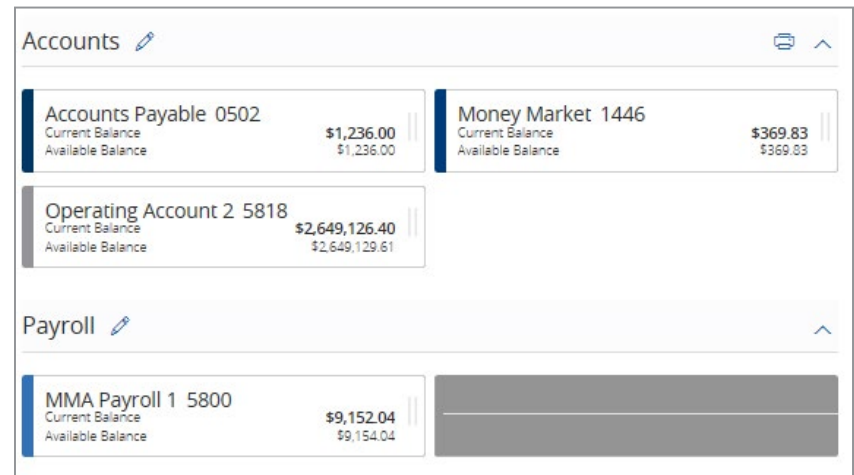 Accounts
Accounts Payable 0502
Current Balance $1,236.00
Available Balance $1,236.00
Money Market 1446
Current Balance $369.83
Available Balance $369.83
Operating Account 2 5818
Current Balance $2,649,126.40
Available Balance $2,649,129.61
Payroll
MMA Payroll 1 5800
Current Balance $9,152.04
Available Balance $9,154.04